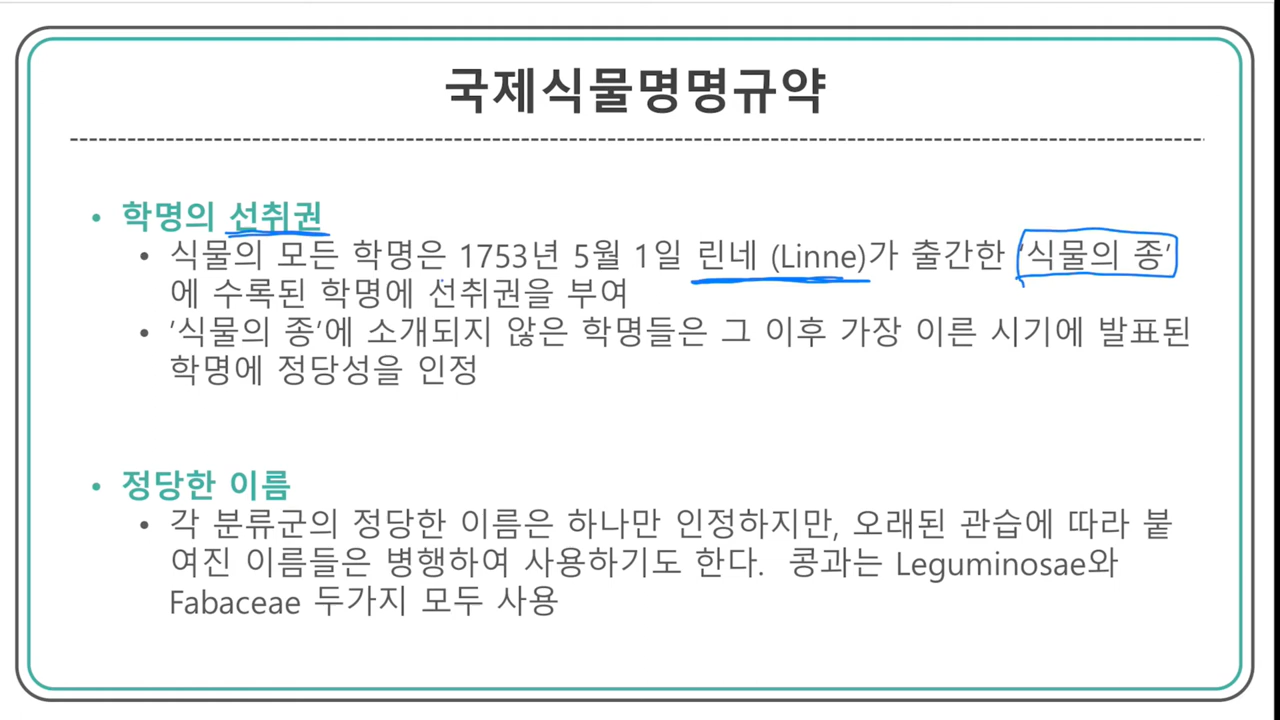 국제식물명명규약
• 학명의 선취권
• 식물의 모든 학명은 1753년 5월 1일 린네 (Linne)가 출간한 '식물의 종'
에 수록된 학명에 선취권을 부여
• '식물의 종'에 소개되지 않은 학명들은 그 이후 가장 이른 시기에 발표된
학명에 정당성을 인정
• 정당한 이름
• 각 분류군의 정당한 이름은 하나만 인정하지만, 오래된 관습에 따라 붙
여진 이름들은 병행하여 사용하기도 한다. 콩과는 Leguminosae와
Fabaceae 두가지 모두 사용